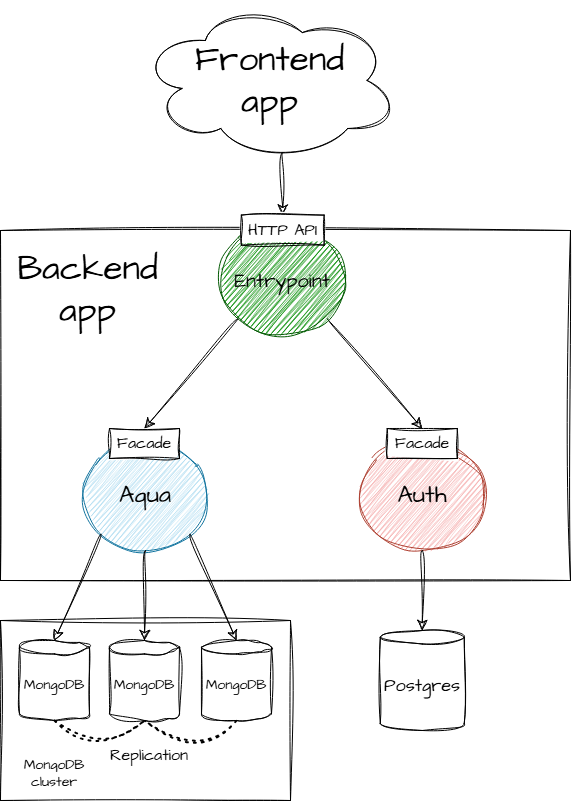 Frontend
app
HTTP API
Backend
app
Entrypoint
Facade
Facade
Aqua
Auth
MongoDB
MongoDB
MongoDB
Postgres
Replication
MongoDB
cluster